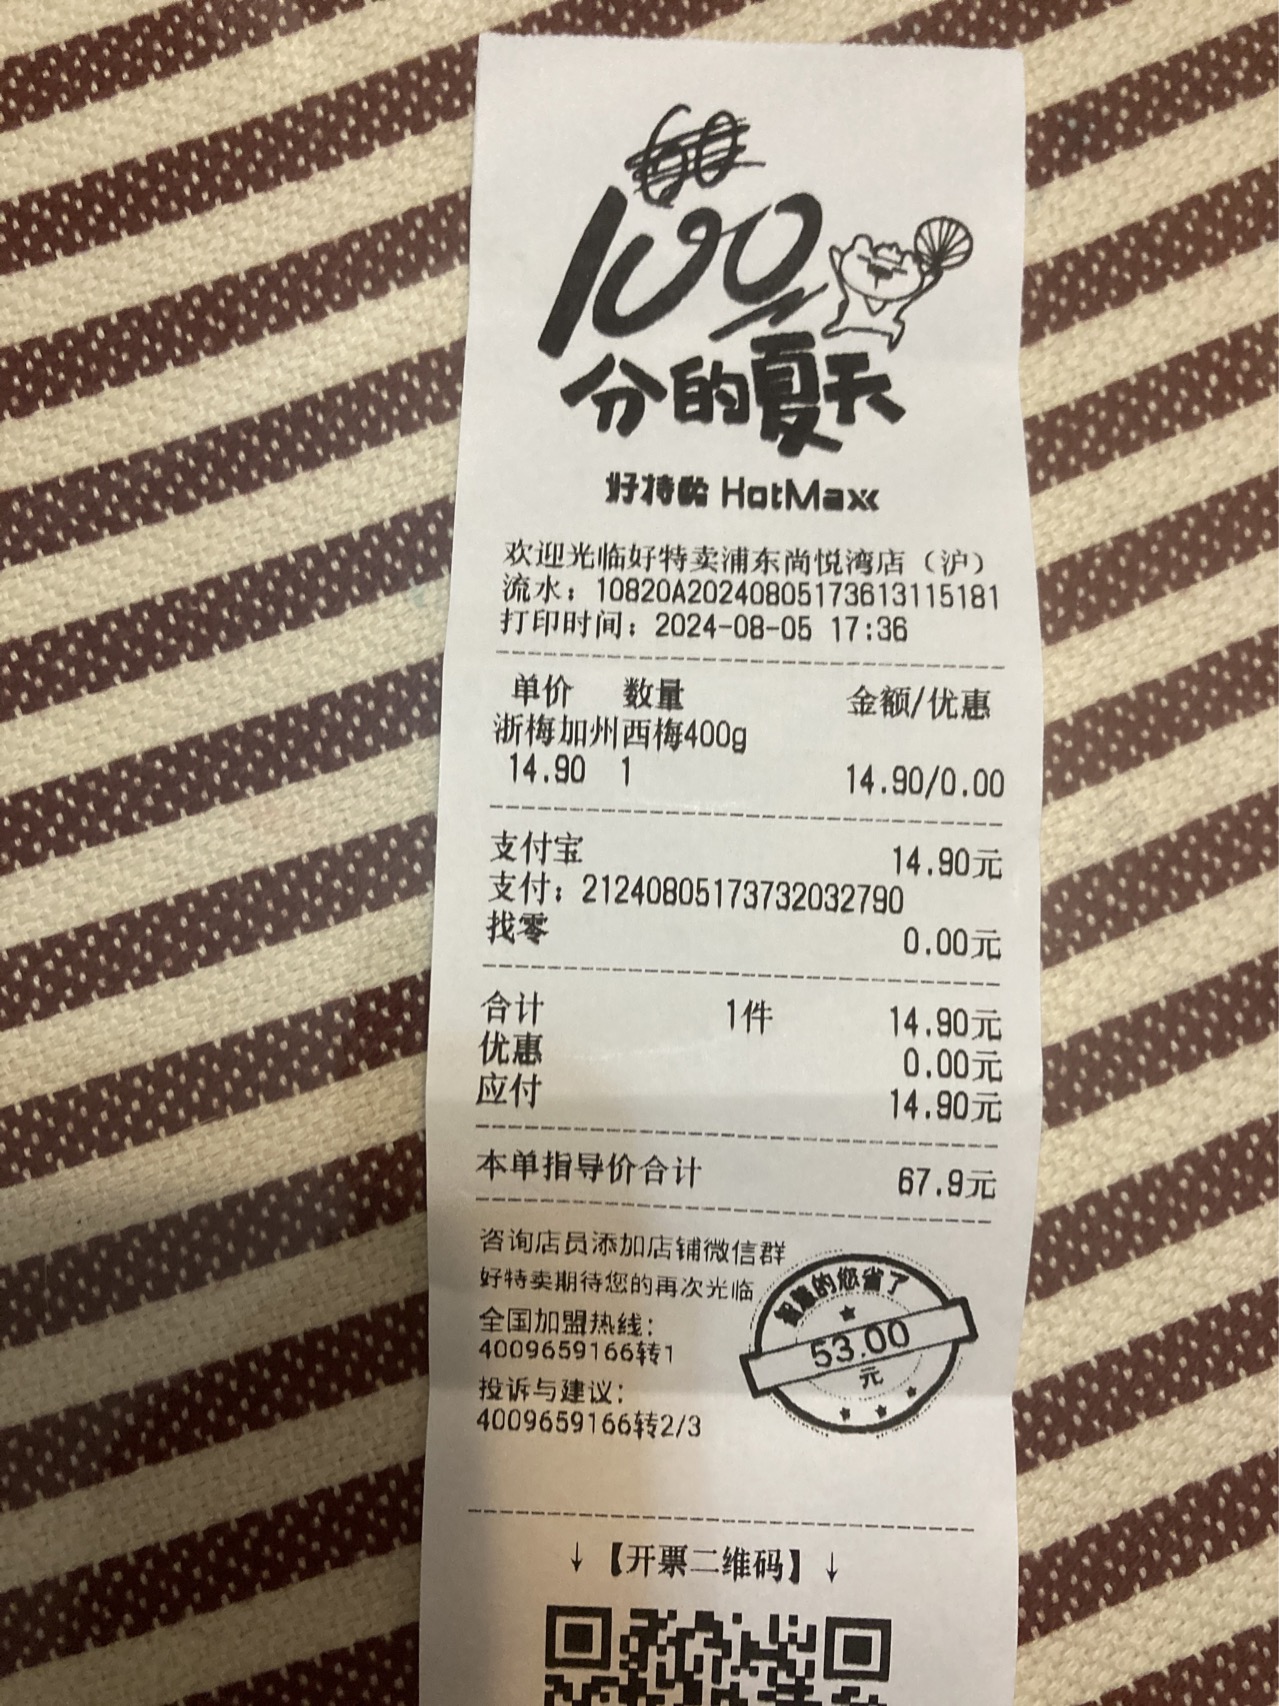 60
100
分的夏天
好特卖 HotMaxx
欢迎光临好特卖浦东尚悦湾店（沪）
流水：10820A20240805173613115181
打印时间：2024-08-05 17:36
单价 数量 金额/优惠
浙梅加州西梅400g
14.90 1 14.90/0.00
支付宝 14.90元
支付：21240805173732032790
找零 0.00元
合计 1件 14.90元
优惠 0.00元
应付 14.90元
本单指导价合计 67.9元
咨询店员添加店铺微信群
好特卖期待您的再次光临
全国加盟热线：
4009659166转1
投诉与建议：
4009659166转2/3
智慧的您省了
53.00
元
↓【开票二维码】↓